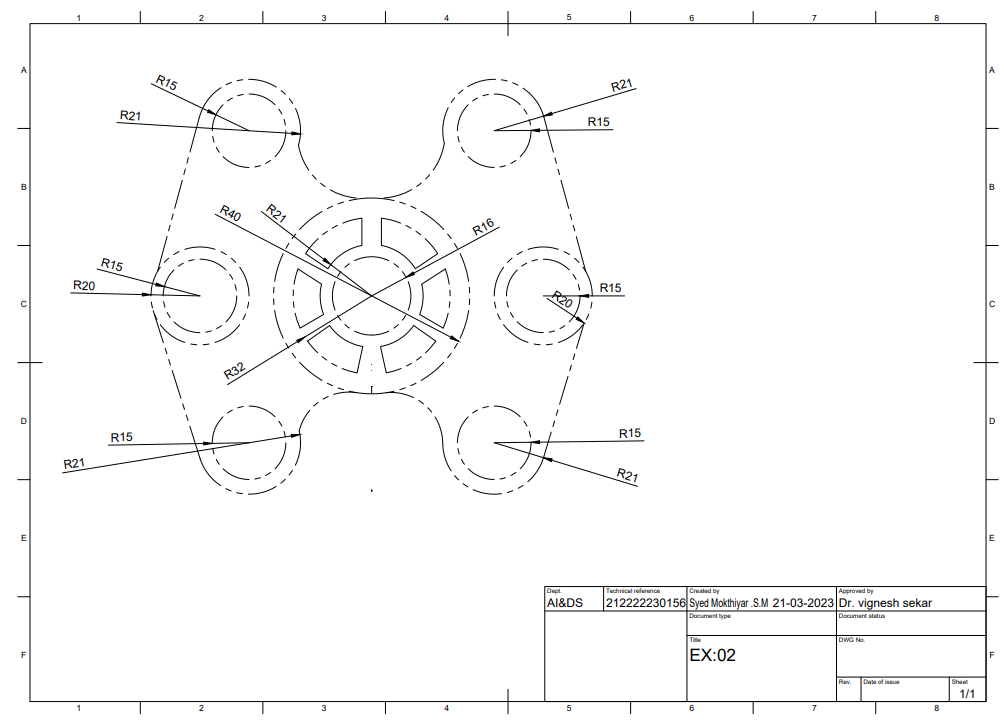 1 2 3 4 5 6 7 8
A A
R15
R21
R21
R15
B B
R40
R21
R16
R15
R20
C C
R15
R20
R32
D D
R15
R21
R15
R21
E E
Dept. Technical reference Created by Approved by
AI&DS 212222230156 Syed Mokthiyar .S.M 21-03-2023 Dr. vignesh sekar
Document type Document status
Title DWG No.
EX:02
F F
Rev. Date of issue Sheet
1/1
1 2 3 4 5 6 7 8